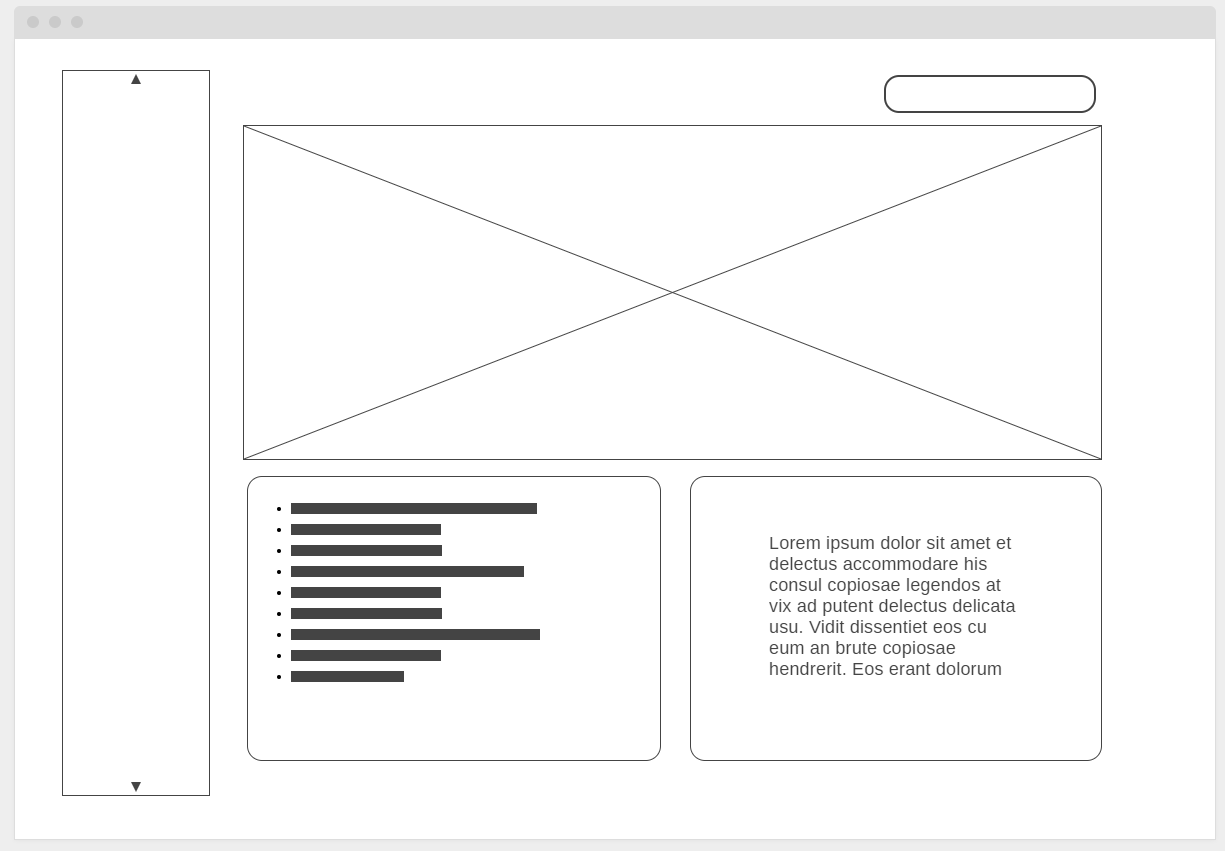 Lorem ipsum dolor sit amet et
delectus accommodare his
consul copiosae legendos at
vix ad putent delectus delicata
usu. Vidit dissentiet eos cu
eum an brute copiosae
hendrerit. Eos erant dolorum